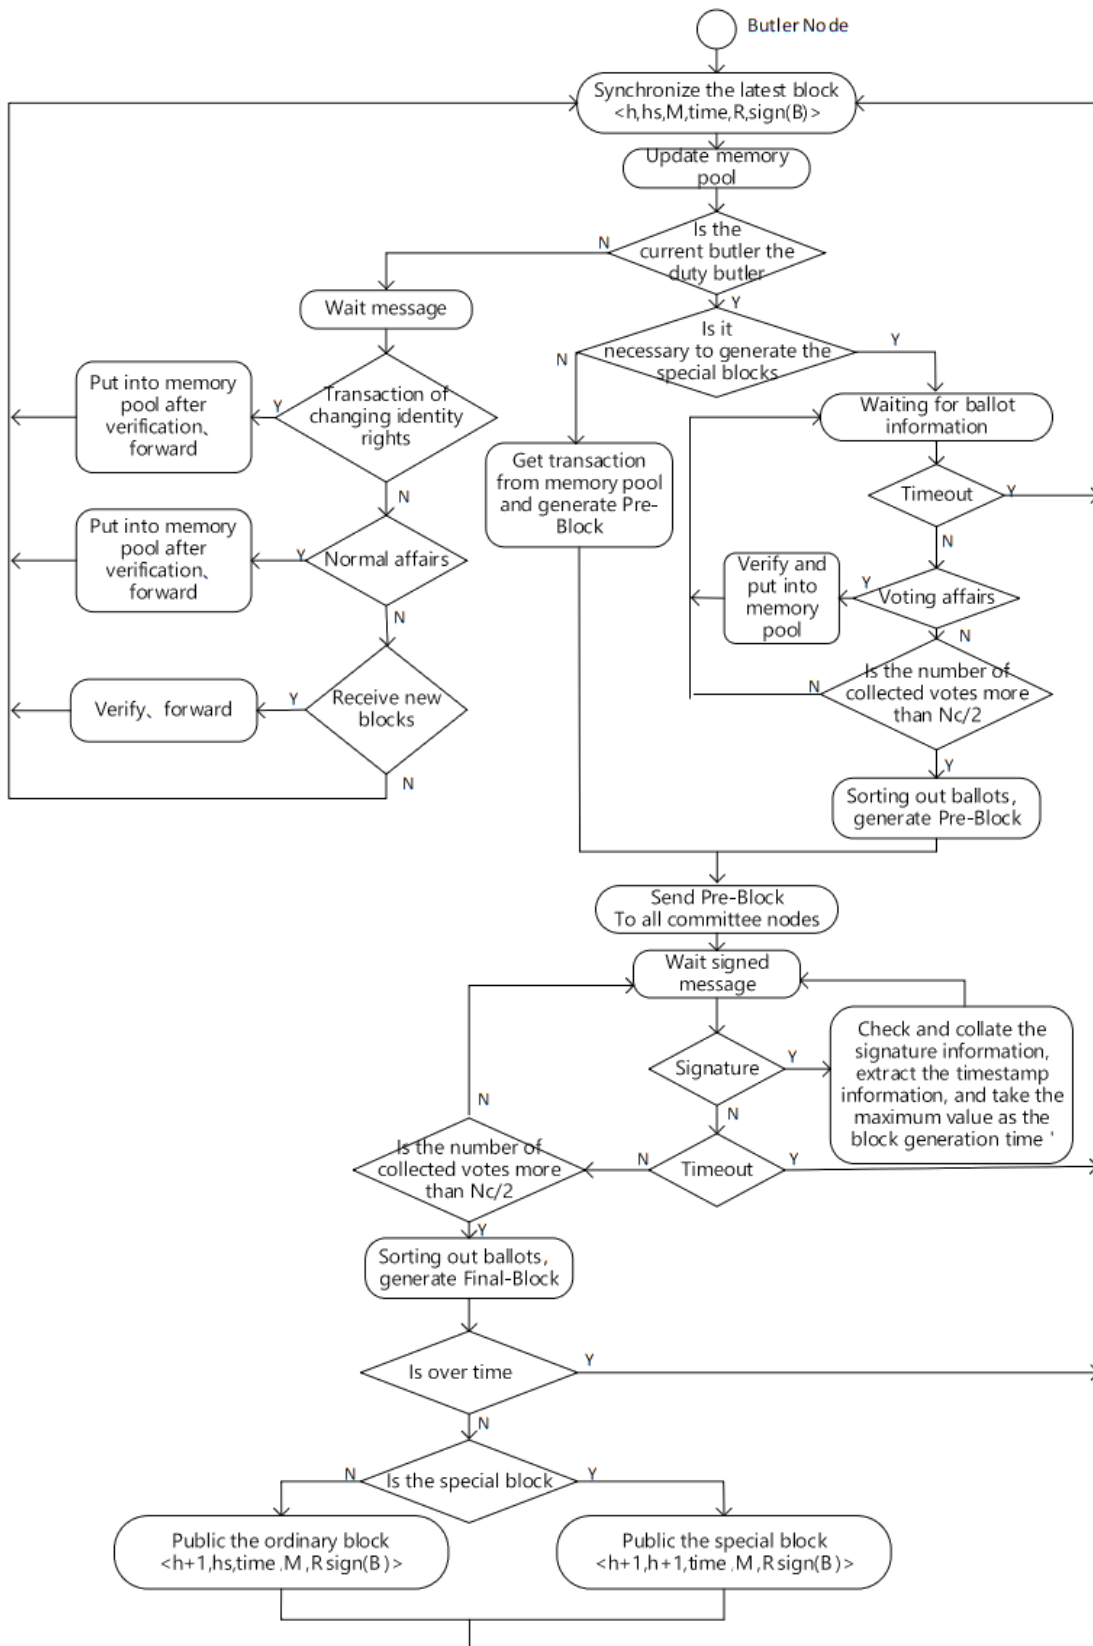 Butler Node
Synchronize the latest block
<h,hs,M,time,R,sign(B)>
Update memory
pool
Is the
current butler the
duty butler
N
Y
Wait message
Is it
necessary to generate the
special blocks
N
Y
Put into memory
pool after
verification、
forward
Y
Transaction of
changing identity
rights
N
Waiting for ballot
information
Get transaction
from memory pool
and generate Pre-
Block
Timeout
Y
N
Put into memory
pool after
verification、
forward
Y
Normal affairs
N
Verify and
put into
memory
pool
Y
Voting affairs
N
Is the number of
collected votes more
than Nc/2
N
Y
Verify、forward
Y
Receive new
blocks
N
Sorting out ballots,
generate Pre-Block
Send Pre-Block
To all committee nodes
Wait signed
message
Signature
Y
N
Check and collate the
signature information,
extract the timestamp
information, and take the
maximum value as the
block generation time '
N
Is the number of
collected votes more
than Nc/2
N
Timeout
Y
Y
Sorting out ballots,
generate Final-Block
Is over time
Y
N
Is the special block
N
Y
Public the ordinary block
<h+1,hs,time,M,Rsign(B)>
Public the special block
<h+1,h+1,time,M,Rsign(B)>